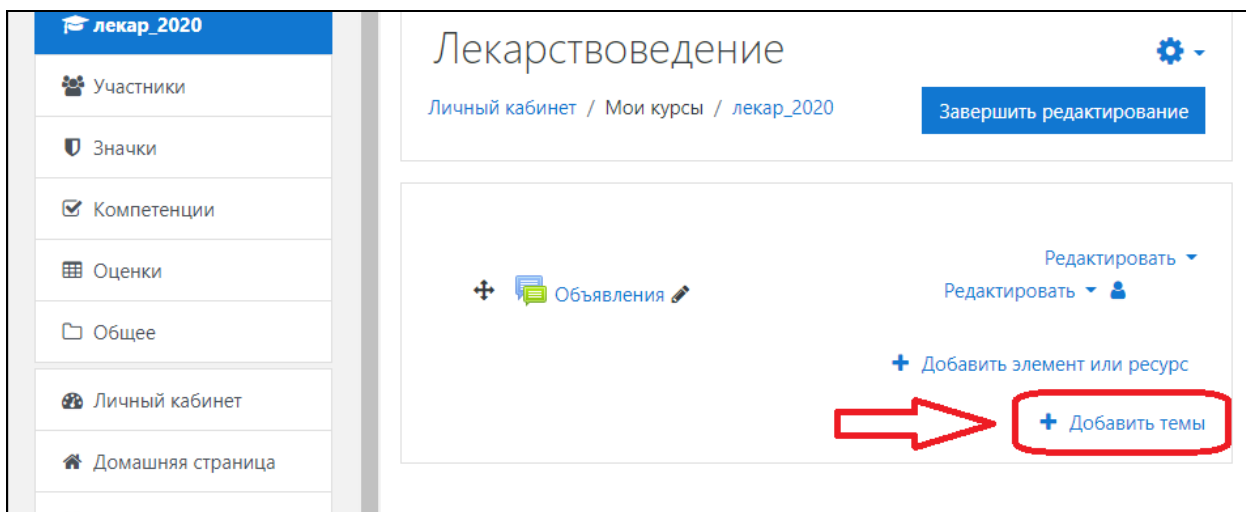 лекар_2020
Участники
Значки
Компетенции
Оценки
Общее
Личный кабинет
Домашняя страница
Лекарствоведение
Личный кабинет / Мои курсы / лекар_2020
Завершить редактирование
Редактировать
Объявления
Редактировать
Добавить элемент или ресурс
Добавить темы